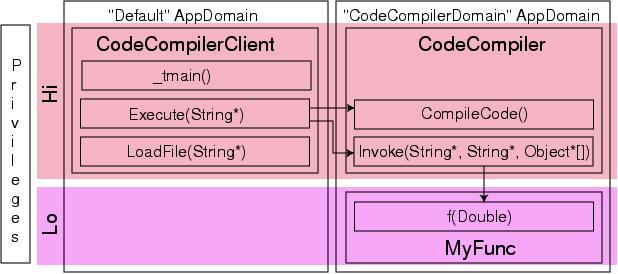 "Default" AppDomain
"CodeCompilerDomain" AppDomain
Privileges
Hi
CodeCompilerClient
_tmain()
Execute(String*)
LoadFile(String*)
CodeCompiler
CompileCode()
Invoke(String*, String*, Object*[])
Lo
f(Double)
MyFunc